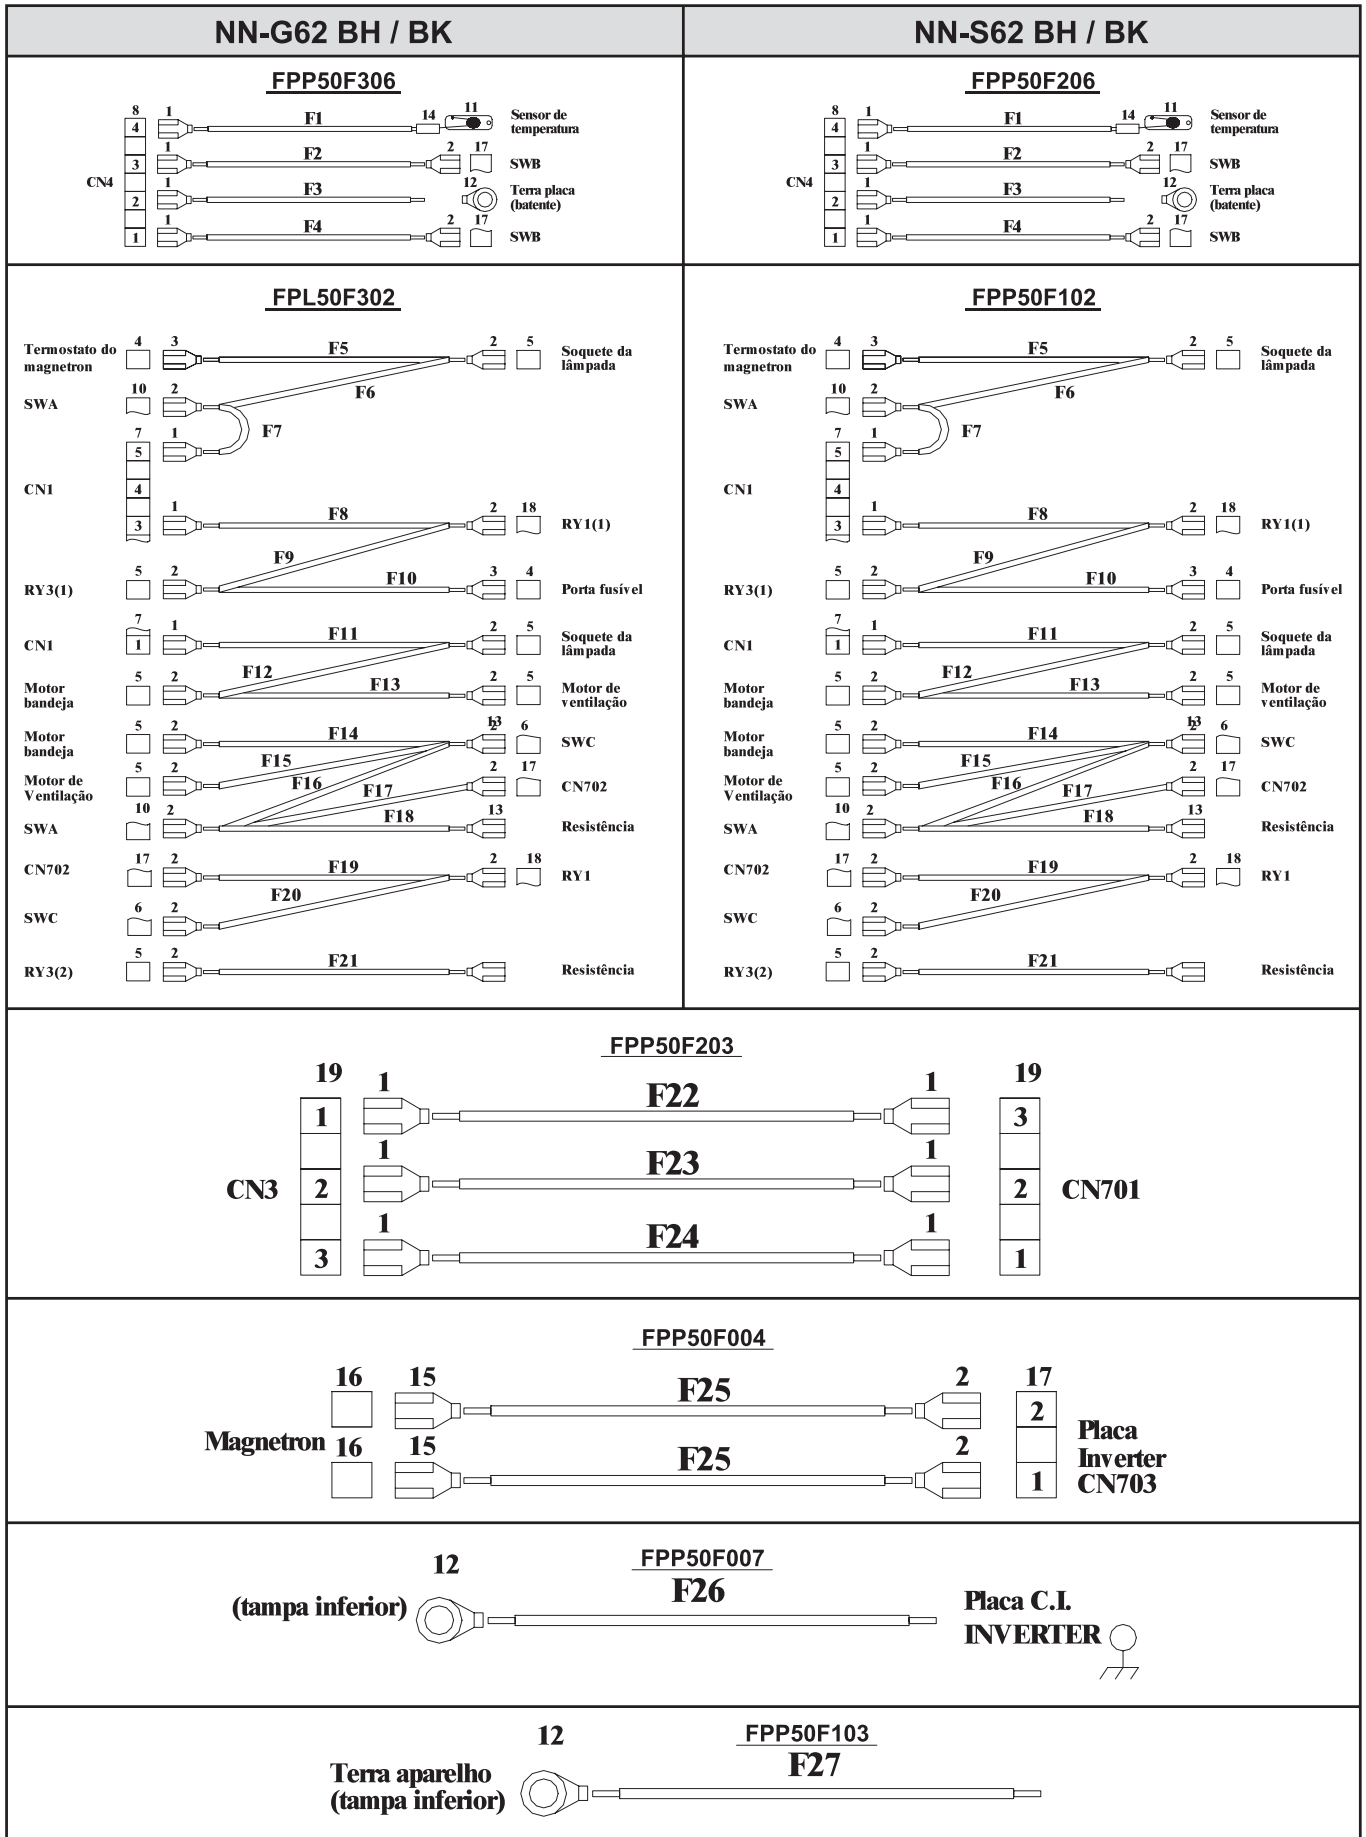 NN-G62 BH / BK
FPP50F306
8 1 F1 14 11 Sensor de
4 temperatura
1 F2 2 17
3 SWB
CN4 1 F3 12 Terra placa
2 (batente)
1 F4 2 17
1 SWB
FPL50F302
Termostato do 4 3 F5 2 5 Soquete da
magnetron lâmpada
10 2 F6
SWA
7 1 F7
5
CN1 4
1 F8 2 18
3 RY1(1)
F9
5 2 F10 3 4
RY3(1) Porta fusível
7 1 F11 2 5 Soquete da
CN1 1 lâmpada
F12
Motor 5 2 F13 2 5 Motor de
bandeja ventilação
Motor 5 2 F14 13 2 6 SWC
bandeja
F15
Motor de 5 2 F16 F17 2 17 CN702
Ventilação
10 2 F18 13
SWA Resistência
17 2 F19 2 18
CN702 RY1
F20
6 2
SWC
5 2 F21
RY3(2) Resistência
NN-S62 BH / BK
FPP50F206
8 1 F1 14 11 Sensor de
4 temperatura
1 F2 2 17
3 SWB
CN4 1 F3 12 Terra placa
2 (batente)
1 F4 2 17
1 SWB
FPP50F102
Termostato do 4 3 F5 2 5 Soquete da
magnetron lâmpada
10 2 F6
SWA
7 1 F7
5
CN1 4
1 F8 2 18
3 RY1(1)
F9
5 2 F10 3 4
RY3(1) Porta fusível
7 1 F11 2 5 Soquete da
CN1 1 lâmpada
F12
Motor 5 2 F13 2 5 Motor de
bandeja ventilação
Motor 5 2 F14 13 2 6 SWC
bandeja
F15
Motor de 5 2 F16 F17 2 17 CN702
Ventilação
10 2 F18 13
SWA Resistência
17 2 F19 2 18
CN702 RY1
F20
6 2
SWC
5 2 F21
RY3(2) Resistência
FPP50F203
19 1 F22 1 19
1 3
1 F23 1
CN3 2 2 CN701
1 F24 1
3 1
FPP50F004
16 15 F25 2 17
2 Placa
Magnetron 16 15 F25 2 Inverter
1 CN703
FPP50F007
12 F26
(tampa inferior) Placa C.I.
INVERTER
FPP50F103
12 F27
Terra aparelho
(tampa inferior)